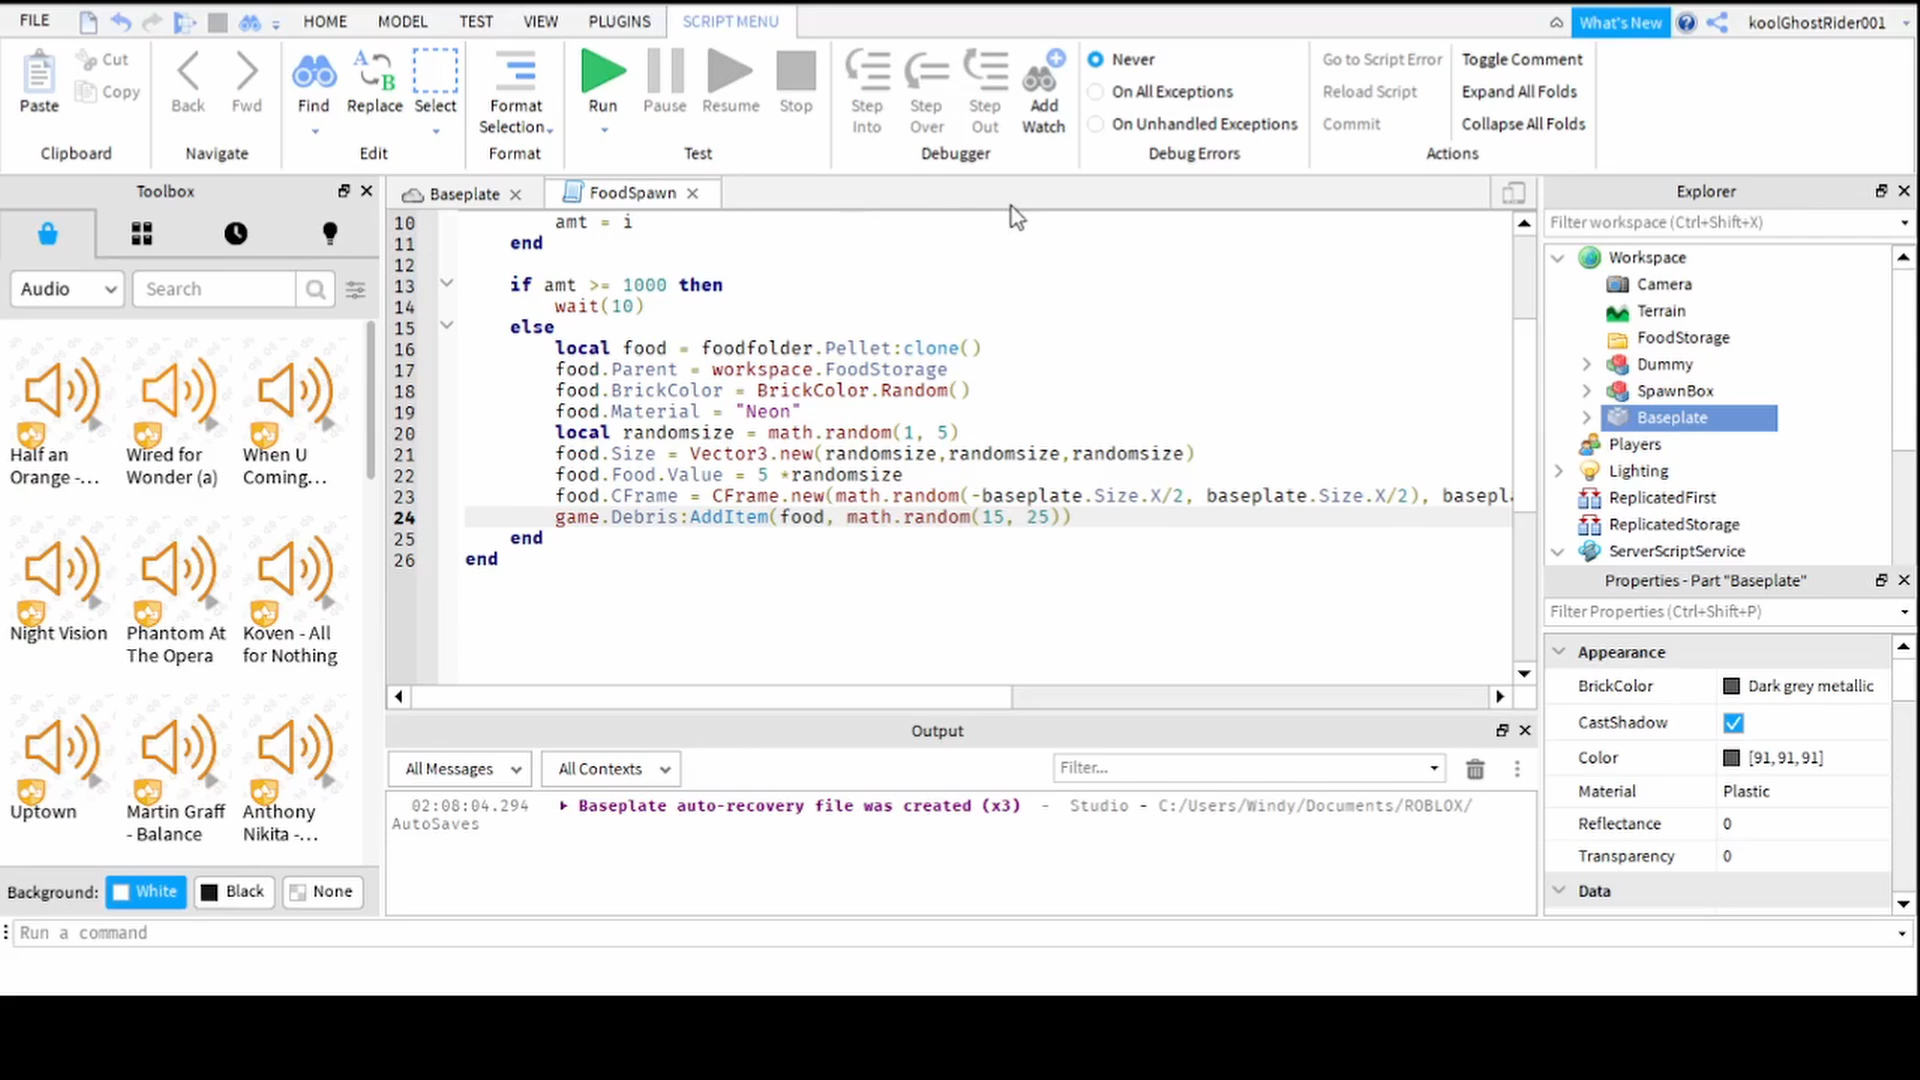 FILE HOME MODEL TEST VIEW PLUGINS SCRIPT MENU What's New koolGhostRider001
Paste Cut Copy Back Fwd Find Replace Select Format Selection Run Pause Resume Stop Step Into Step Over Step Out Add Watch
Never Go to Script Error Toggle Comment
On All Exceptions Reload Script Expand All Folds
On Unhandled Exceptions Commit Collapse All Folds
Clipboard Navigate Edit Format Test Debugger Debug Errors Actions
Toolbox
Audio Search
Half an Orange -...
Wired for Wonder (a)
When U Coming...
Night Vision
Phantom At The Opera
Koven - All for Nothing
Uptown
Martin Graff - Balance
Anthony Nikita -...
Background: White Black None
Baseplate FoodSpawn
10 amt = i
11 end
12
13 if amt >= 1000 then
14 wait(10)
15 else
16 local food = foodfolder.Pellet:clone()
17 food.Parent = workspace.FoodStorage
18 food.BrickColor = BrickColor.Random()
19 food.Material = "Neon"
20 local randomsize = math.random(1, 5)
21 food.Size = Vector3.new(randomsize,randomsize,randomsize)
22 food.Food.Value = 5 *randomsize
23 food.CFrame = CFrame.new(math.random(-baseplate.Size.X/2, baseplate.Size.X/2), basepl
24 game.Debris:AddItem(food, math.random(15, 25))
25 end
26 end
Output
All Messages All Contexts Filter...
02:08:04.294 Baseplate auto-recovery file was created (x3) - Studio - C:/Users/Windy/Documents/ROBLOX/
AutoSaves
Explorer
Filter workspace (Ctrl+Shift+X)
Workspace
Camera
Terrain
FoodStorage
Dummy
SpawnBox
Baseplate
Players
Lighting
ReplicatedFirst
ReplicatedStorage
ServerScriptService
Properties - Part "Baseplate"
Filter Properties (Ctrl+Shift+P)
Appearance
BrickColor Dark grey metallic
CastShadow
Color [91,91,91]
Material Plastic
Reflectance 0
Transparency 0
Data
Run a command